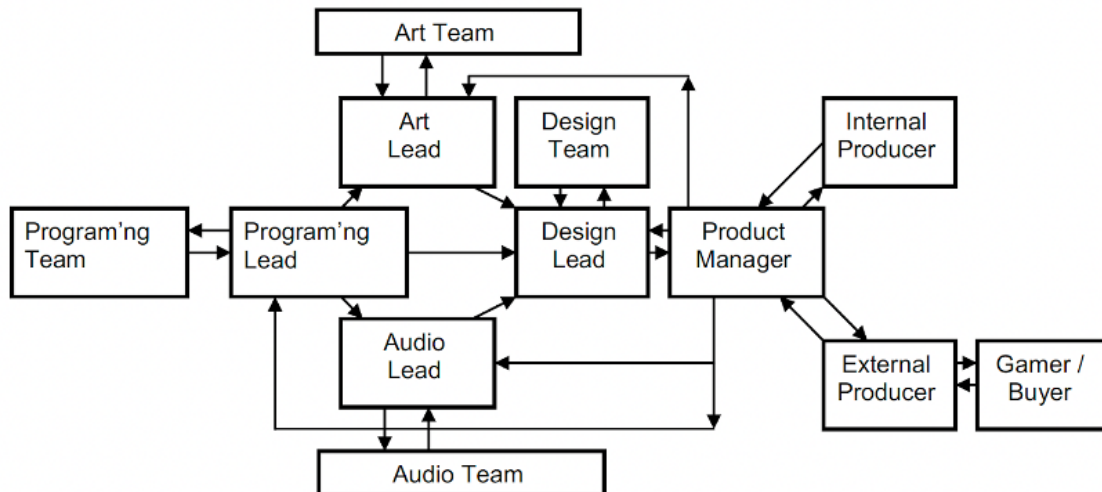 Art Team
Art
Lead
Design
Team
Internal
Producer
Program'ng
Team
Program'ng
Lead
Design
Lead
Product
Manager
Audio
Lead
External
Producer
Gamer /
Buyer
Audio Team